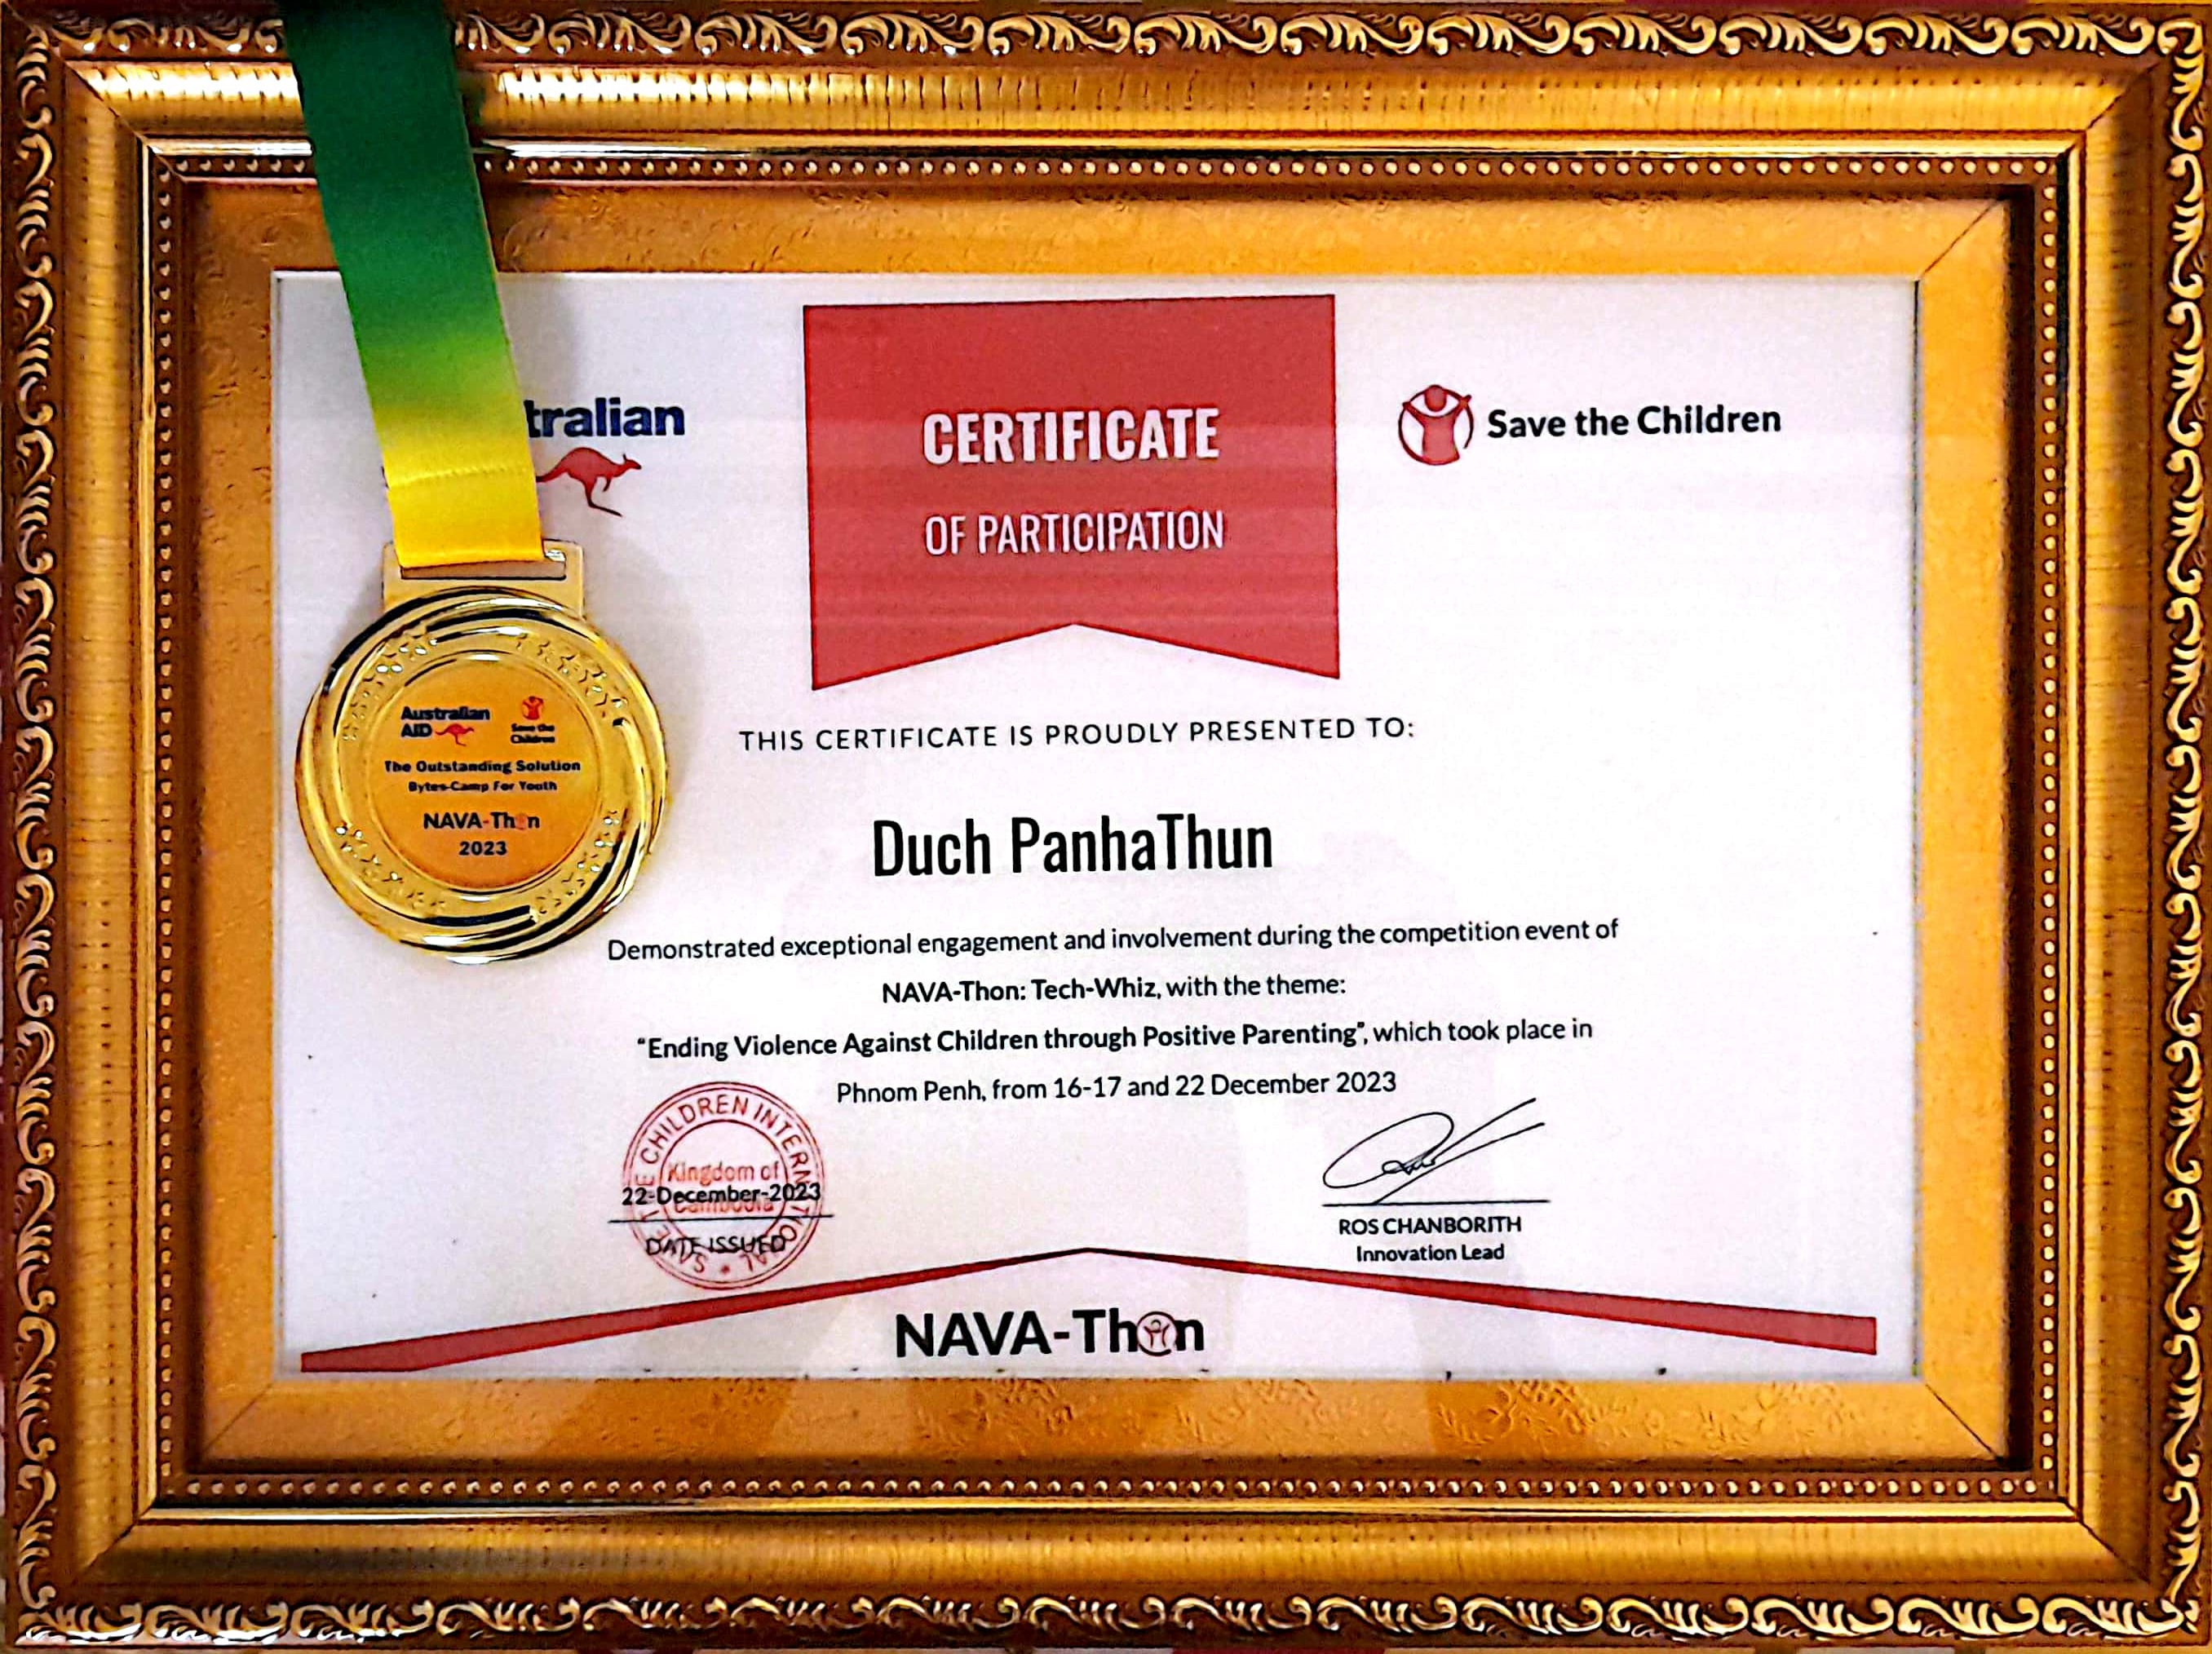 tralian
CERTIFICATE
OF PARTICIPATION
Save the Children
Australian
AID
Save the
Children
The Outstanding Solution
Bytes-Camp For Youth
NAVA-Thon
2023
THIS CERTIFICATE IS PROUDLY PRESENTED TO:
Duch PanhaThun
Demonstrated exceptional engagement and involvement during the competition event of
NAVA-Thon: Tech-Whiz, with the theme:
"Ending Violence Against Children through Positive Parenting", which took place in
Phnom Penh, from 16-17 and 22 December 2023
SAVE THE CHILDREN INTERNATIONAL
Kingdom of
Cambodia
22-December-2023
DATE ISSUED
ROS CHANBORITH
Innovation Lead
NAVA-Thon